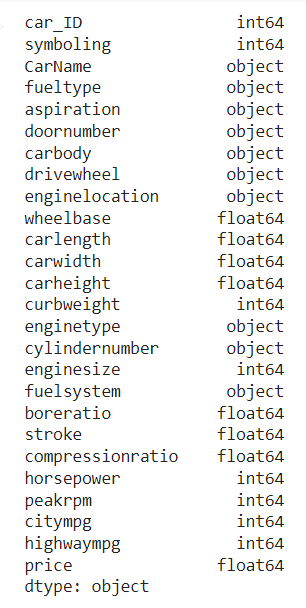 car_ID int64
symboling int64
CarName object
fueltype object
aspiration object
doornumber object
carbody object
drivewheel object
enginelocation object
wheelbase float64
carlength float64
carwidth float64
carheight float64
curbweight int64
enginetype object
cylindernumber object
enginesize int64
fuelsystem object
boreratio float64
stroke float64
compressionratio float64
horsepower int64
peakrpm int64
citympg int64
highwaympg int64
price float64
dtype: object